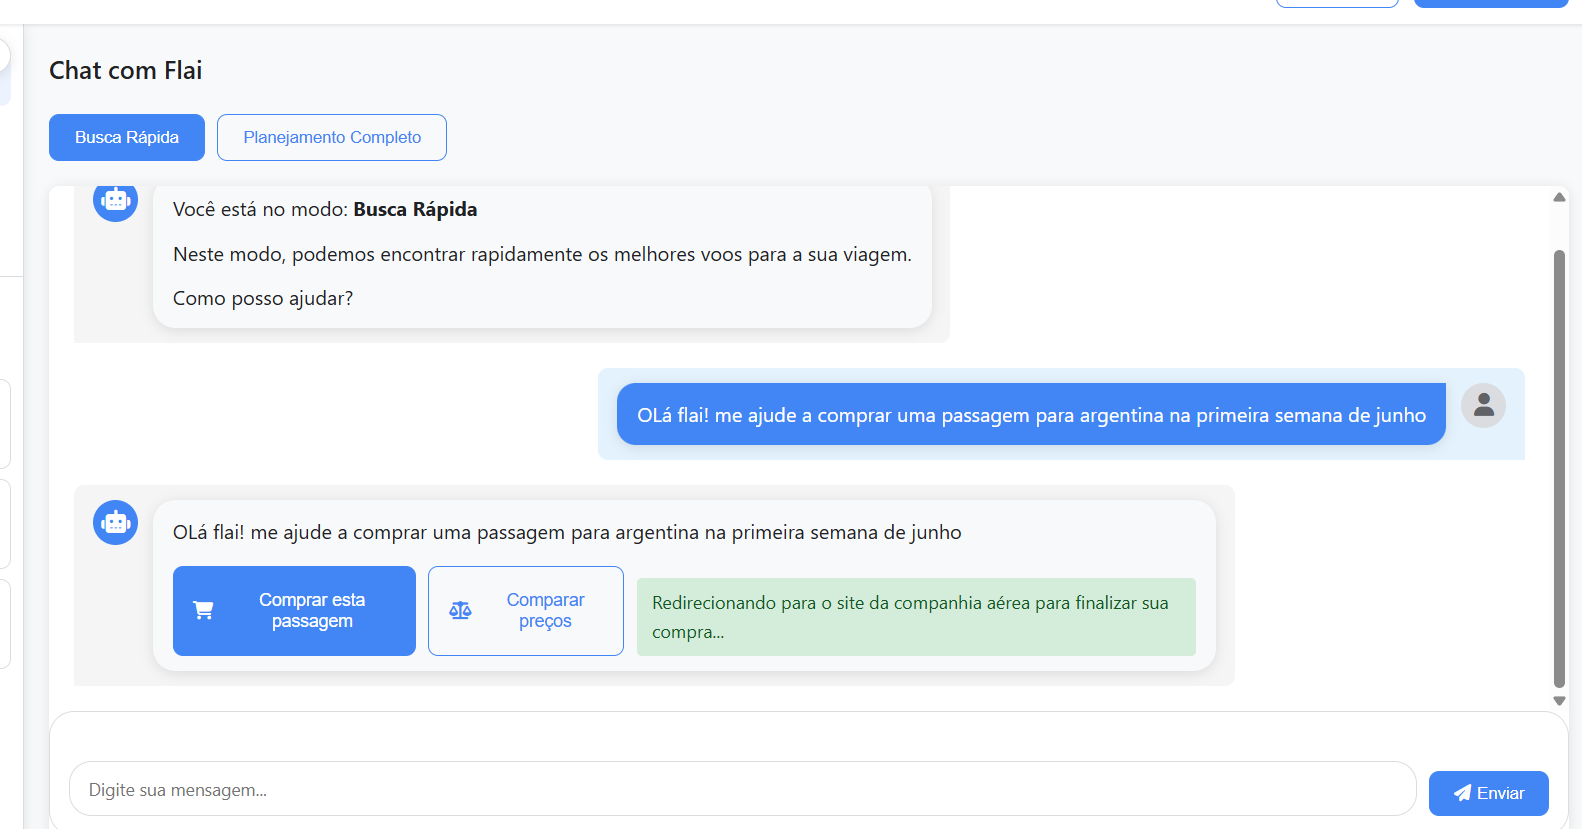 Chat com Flai
Busca Rápida
Planejamento Completo
Você está no modo: Busca Rápida
Neste modo, podemos encontrar rapidamente os melhores voos para a sua viagem.
Como posso ajudar?
OLá flai! me ajude a comprar uma passagem para argentina na primeira semana de junho
OLá flai! me ajude a comprar uma passagem para argentina na primeira semana de junho
Comprar esta
passagem
Comparar
preços
Redirecionando para o site da companhia aérea para finalizar sua
compra...
Digite sua mensagem...
Enviar